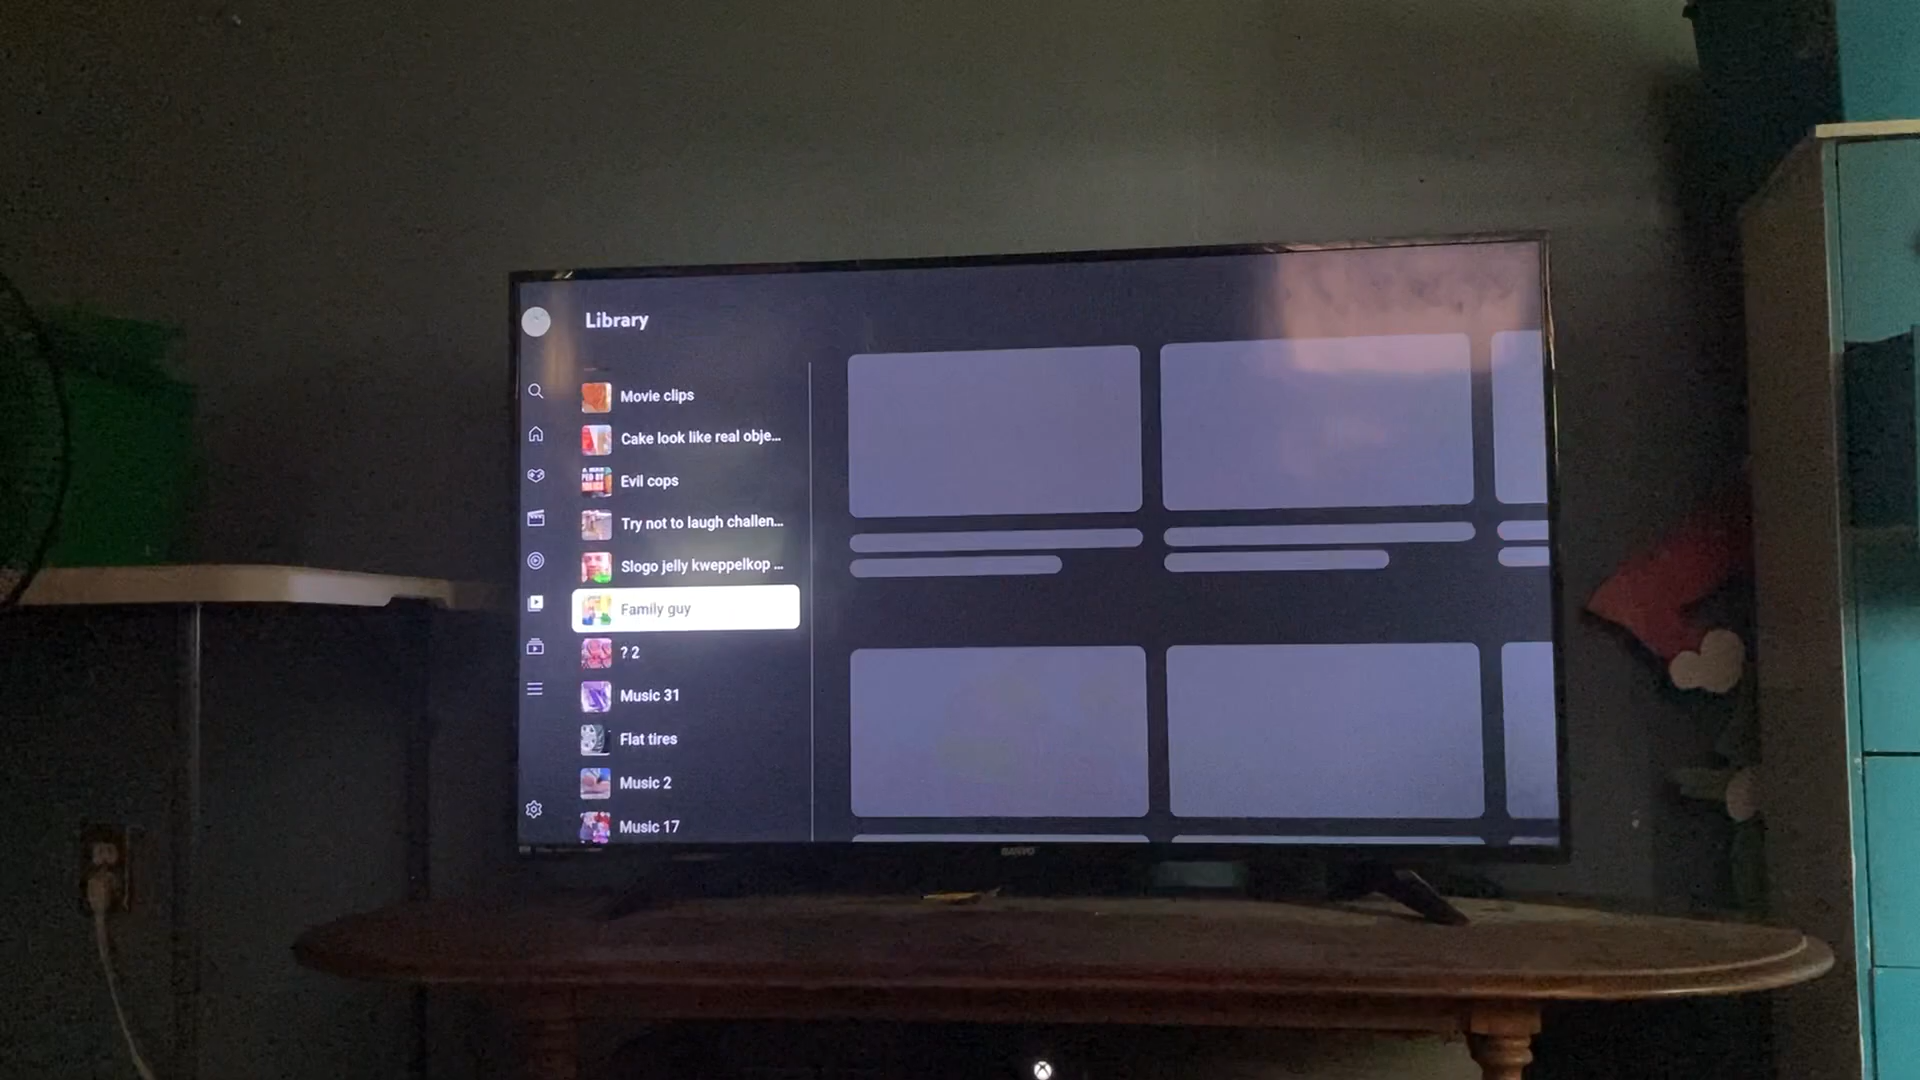 Library
Movie clips
Cake look like real obje...
Evil cops
Try not to laugh challen...
Slogo jelly kweppelkop ...
Family guy
? 2
Music 31
Flat tires
Music 2
Music 17
SANYO